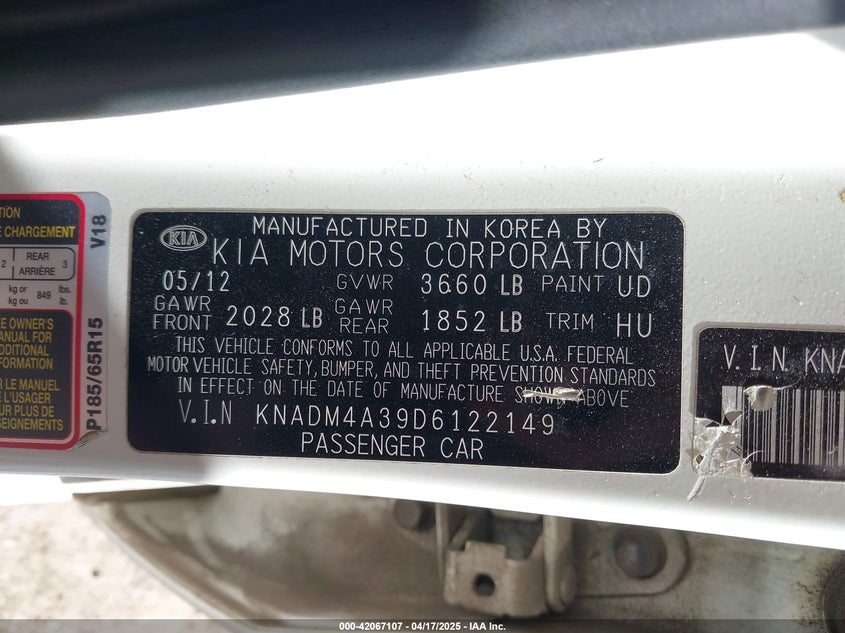 TION
E CHARGEMENT
2 REAR 3
ARRIÈRE
kg or 849 lb.
kg ou lb.
EE OWNER'S
MANUAL FOR
ADDITIONAL
FORMATION
R LE MANUEL
E L'USAGER
UR PLUS DE
P185/65R15 V18
MANUFACTURED IN KOREA BY
KIA KIA MOTORS CORPORATION
05/12 GVWR 3660 LB PAINT UD
GAWR FRONT 2028 LB GAWR REAR 1852 LB TRIM HU
THIS VEHICLE CONFORMS TO ALL APPLICABLE U.S.A. FEDERAL
MOTOR VEHICLE SAFETY, BUMPER, AND THEFT PREVENTION STANDARDS
IN EFFECT ON THE DATE OF MANUFACTURE SHOWN ABOVE
V.I.N KNADM4A39D6122149
PASSENGER CAR
V.I.N KNA
000-42067107 - 04/17/2025 - IAA Inc.